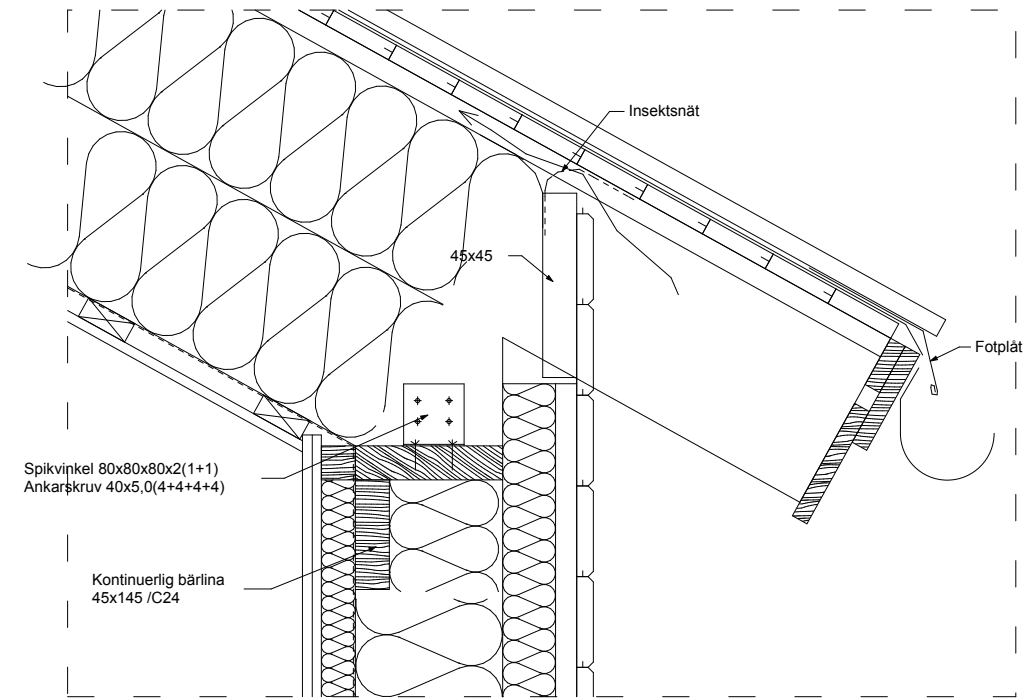 Insektsnät
45x45
Fotplåt
Spikvinkel 80x80x80x2(1+1)
Ankarskruv 40x5,0(4+4+4+4)
Kontinuerlig bärlina
45x145 /C24